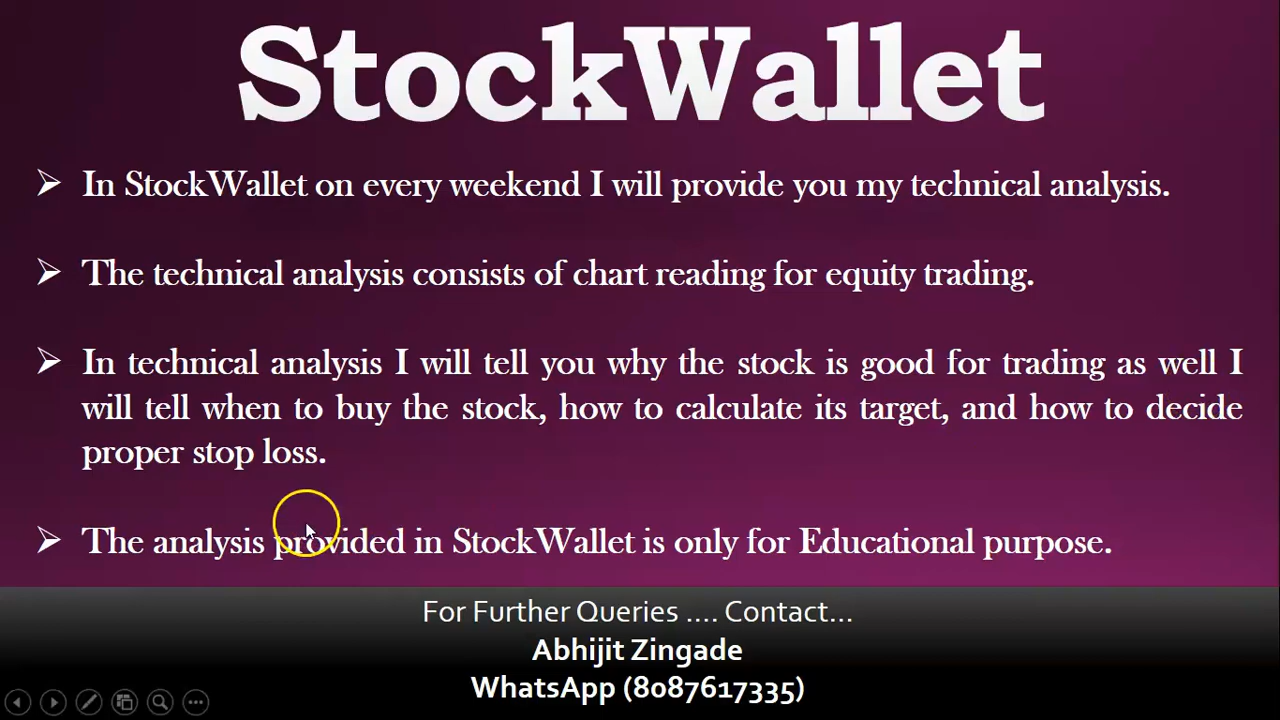 StockWallet
In StockWallet on every weekend I will provide you my technical analysis.
The technical analysis consists of chart reading for equity trading.
In technical analysis I will tell you why the stock is good for trading as well I
will tell when to buy the stock, how to calculate its target, and how to decide
proper stop loss.
The analysis provided in StockWallet is only for Educational purpose.
For Further Queries .... Contact...
Abhijit Zingade
WhatsApp (8087617335)